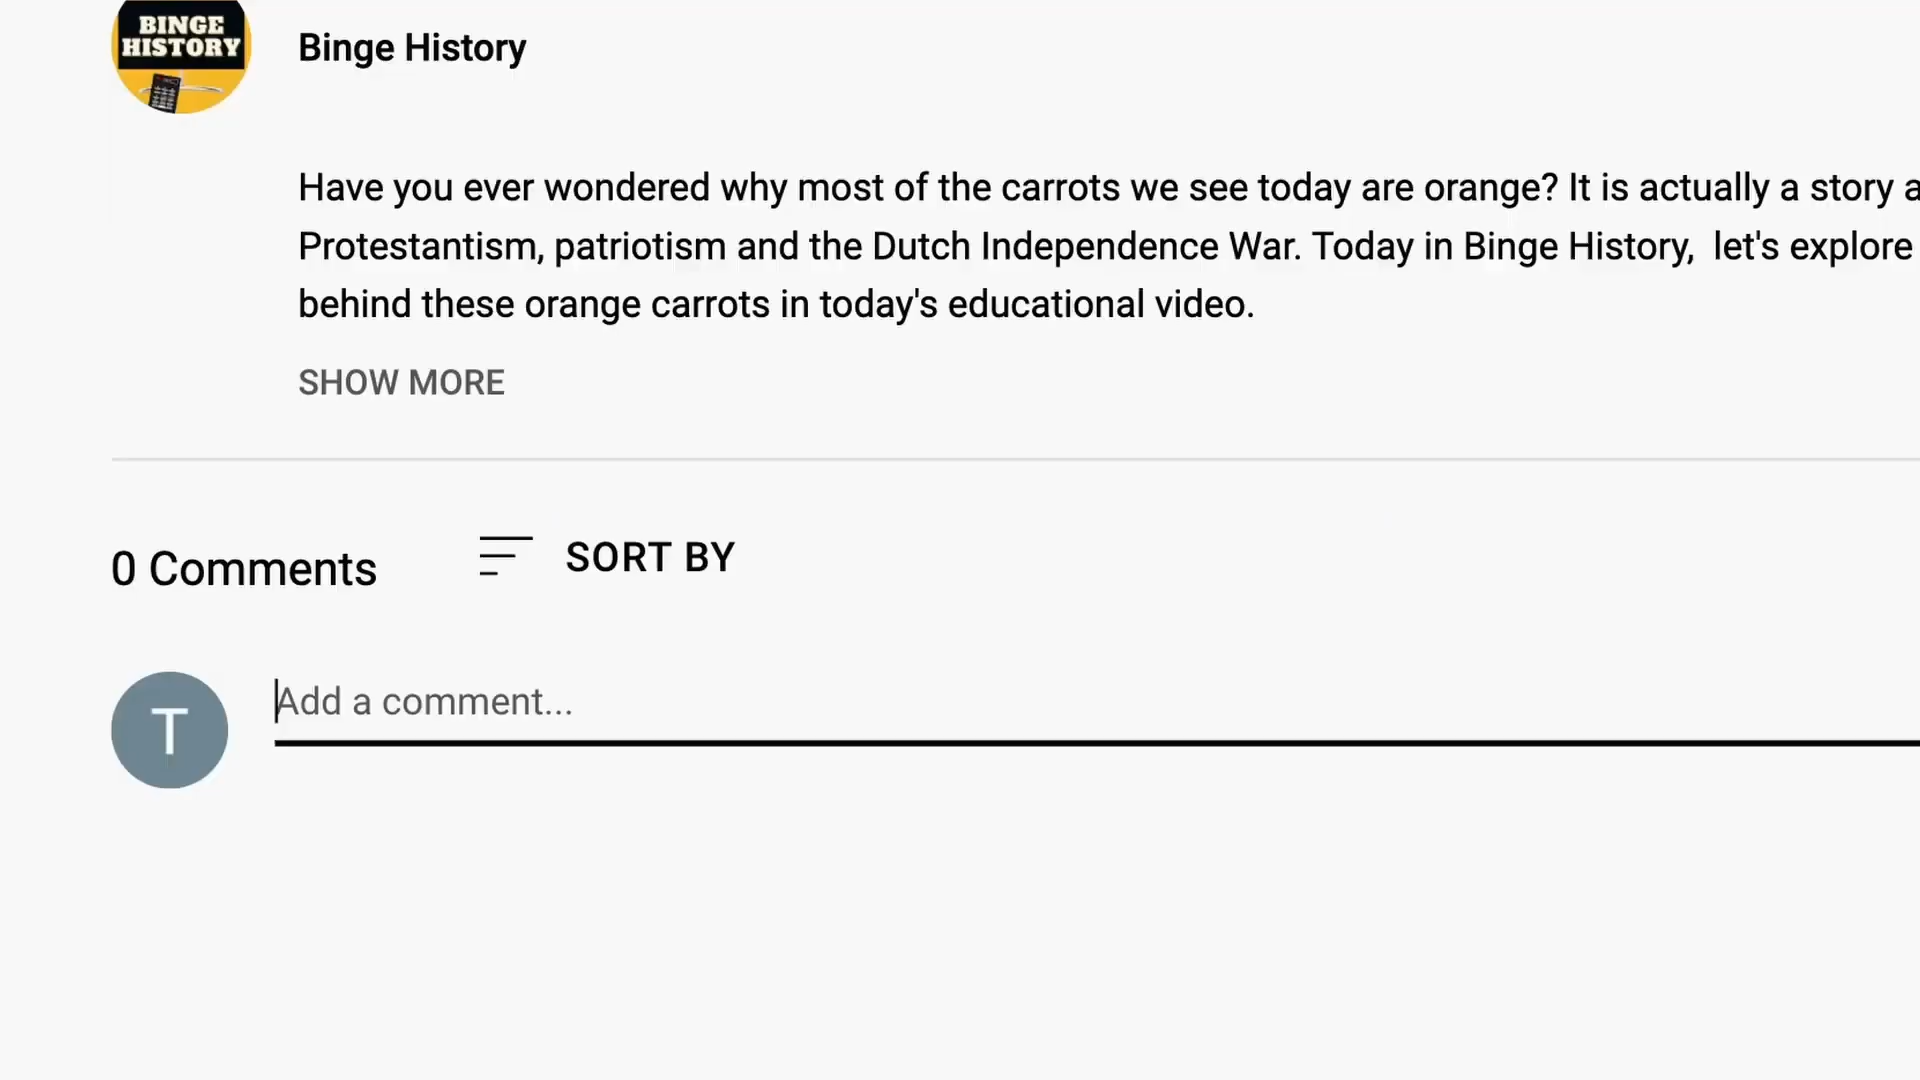 BINGE
HISTORY
Binge History
Have you ever wondered why most of the carrots we see today are orange? It is actually a story a
Protestantism, patriotism and the Dutch Independence War. Today in Binge History,  let's explore
behind these orange carrots in today's educational video.
SHOW MORE
0 Comments
SORT BY
T
Add a comment...